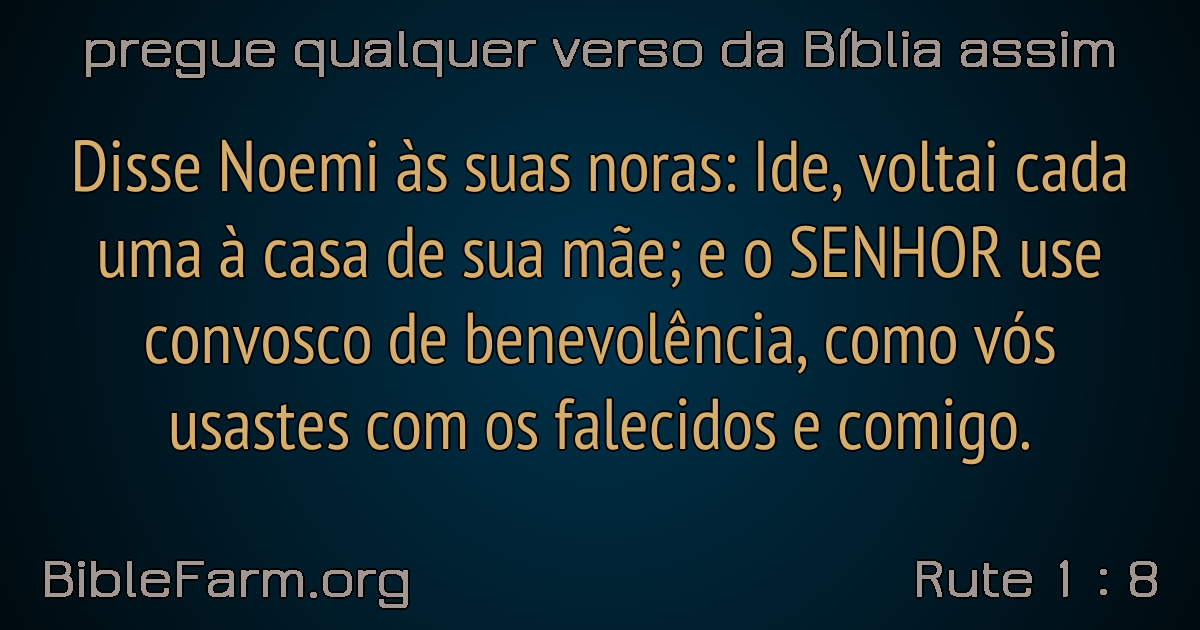 pregue qualquer verso da Bíblia assim
Disse Noemi às suas noras: Ide, voltai cada
uma à casa de sua mãe; e o SENHOR use
convosco de benevolência, como vós
usastes com os falecidos e comigo.
BibleFarm.org
Rute 1 : 8